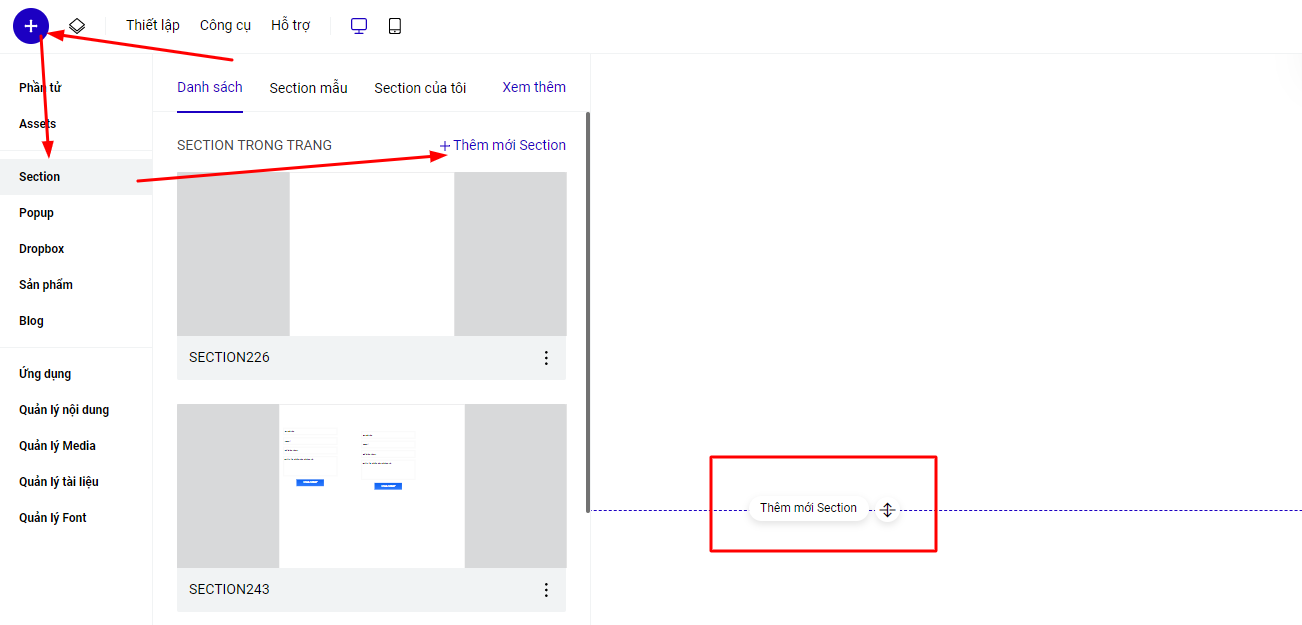 Thiết lập Công cụ Hỗ trợ
Phần tử
Assets
Section
Popup
Dropbox
Sản phẩm
Blog
Ứng dụng
Quản lý nội dung
Quản lý Media
Quản lý tài liệu
Quản lý Font
Danh sách Section mẫu Section của tôi Xem thêm
SECTION TRONG TRANG +Thêm mới Section
SECTION226
SECTION243
Thêm mới Section